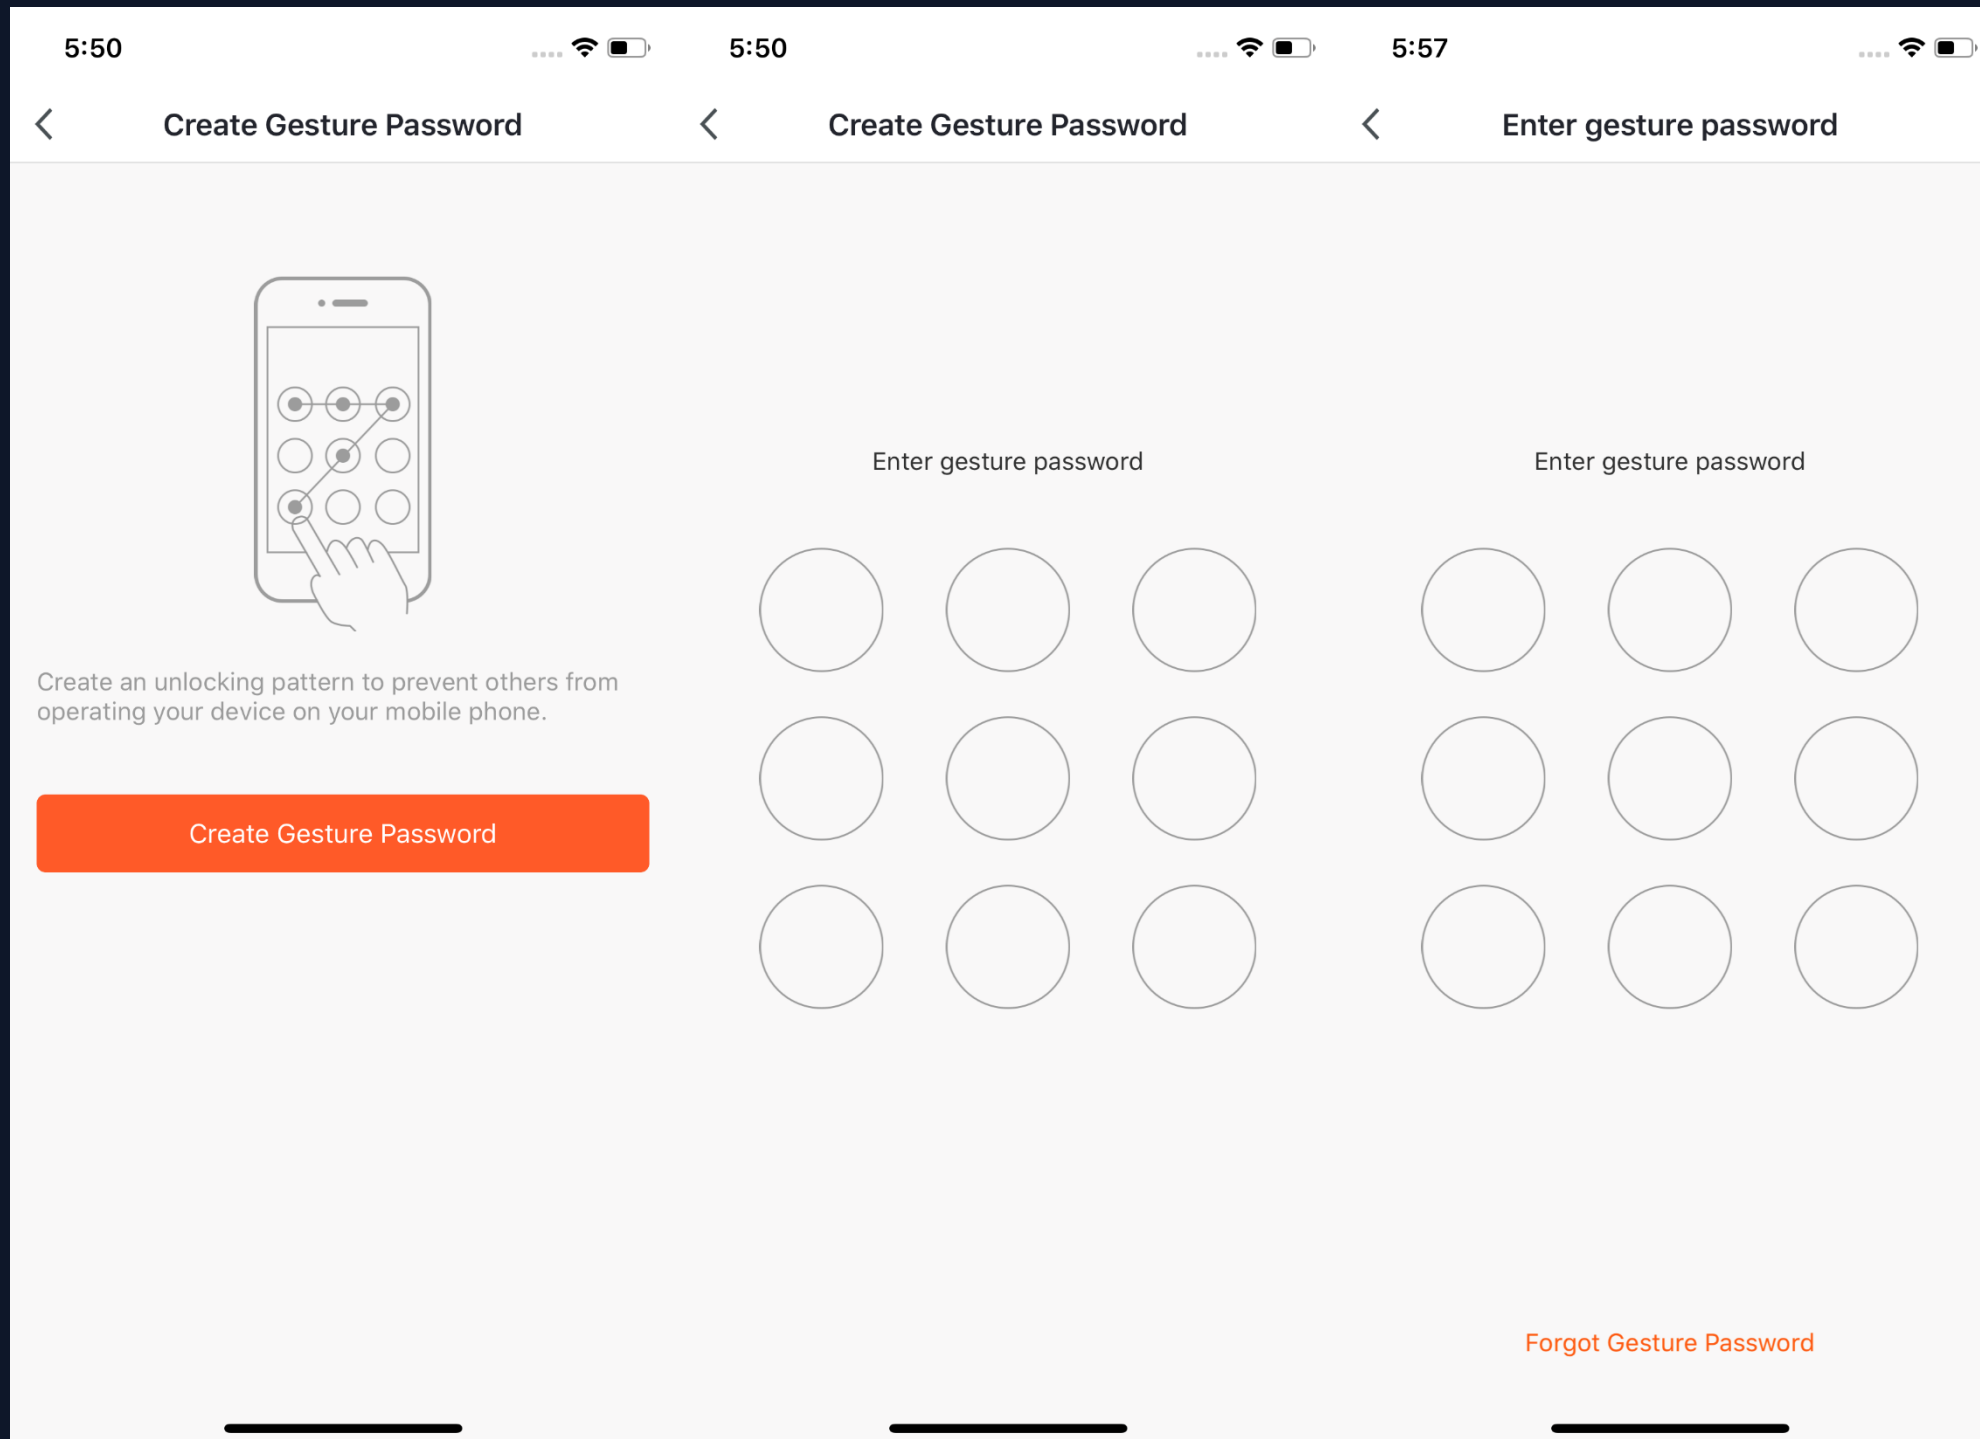 5:50
Create Gesture Password
Create an unlocking pattern to prevent others from
operating your device on your mobile phone.
Create Gesture Password
5:50
Create Gesture Password
Enter gesture password
5:57
Enter gesture password
Enter gesture password
Forgot Gesture Password